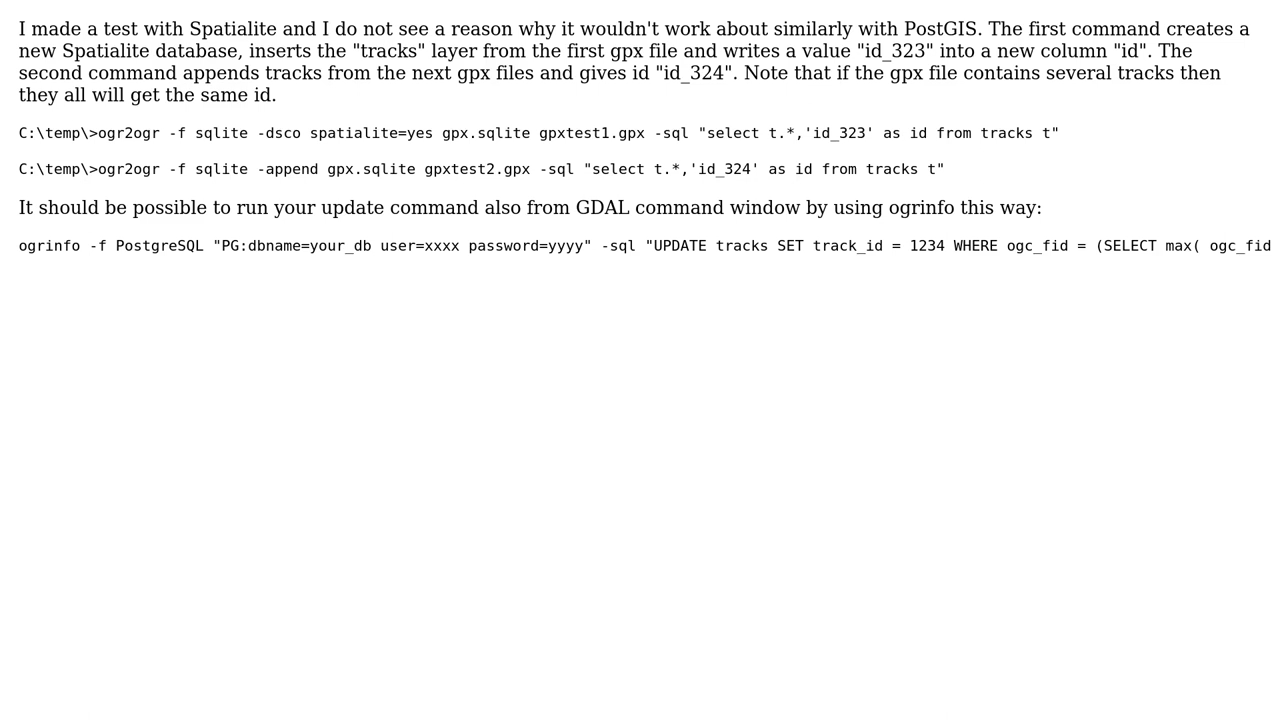 I made a test with Spatialite and I do not see a reason why it wouldn't work about similarly with PostGIS. The first command creates a
new Spatialite database, inserts the "tracks" layer from the first gpx file and writes a value "id_323" into a new column "id". The
second command appends tracks from the next gpx files and gives id "id_324". Note that if the gpx file contains several tracks then
they all will get the same id.
C:\temp\>ogr2ogr -f sqlite -dsco spatialite=yes gpx.sqlite gpxtest1.gpx -sql "select t.*,'id_323' as id from tracks t"
C:\temp\>ogr2ogr -f sqlite -append gpx.sqlite gpxtest2.gpx -sql "select t.*,'id_324' as id from tracks t"
It should be possible to run your update command also from GDAL command window by using ogrinfo this way:
ogrinfo -f PostgreSQL "PG:dbname=your_db user=xxxx password=yyyy" -sql "UPDATE tracks SET track_id = 1234 WHERE ogc_fid = (SELECT max( ogc_fid